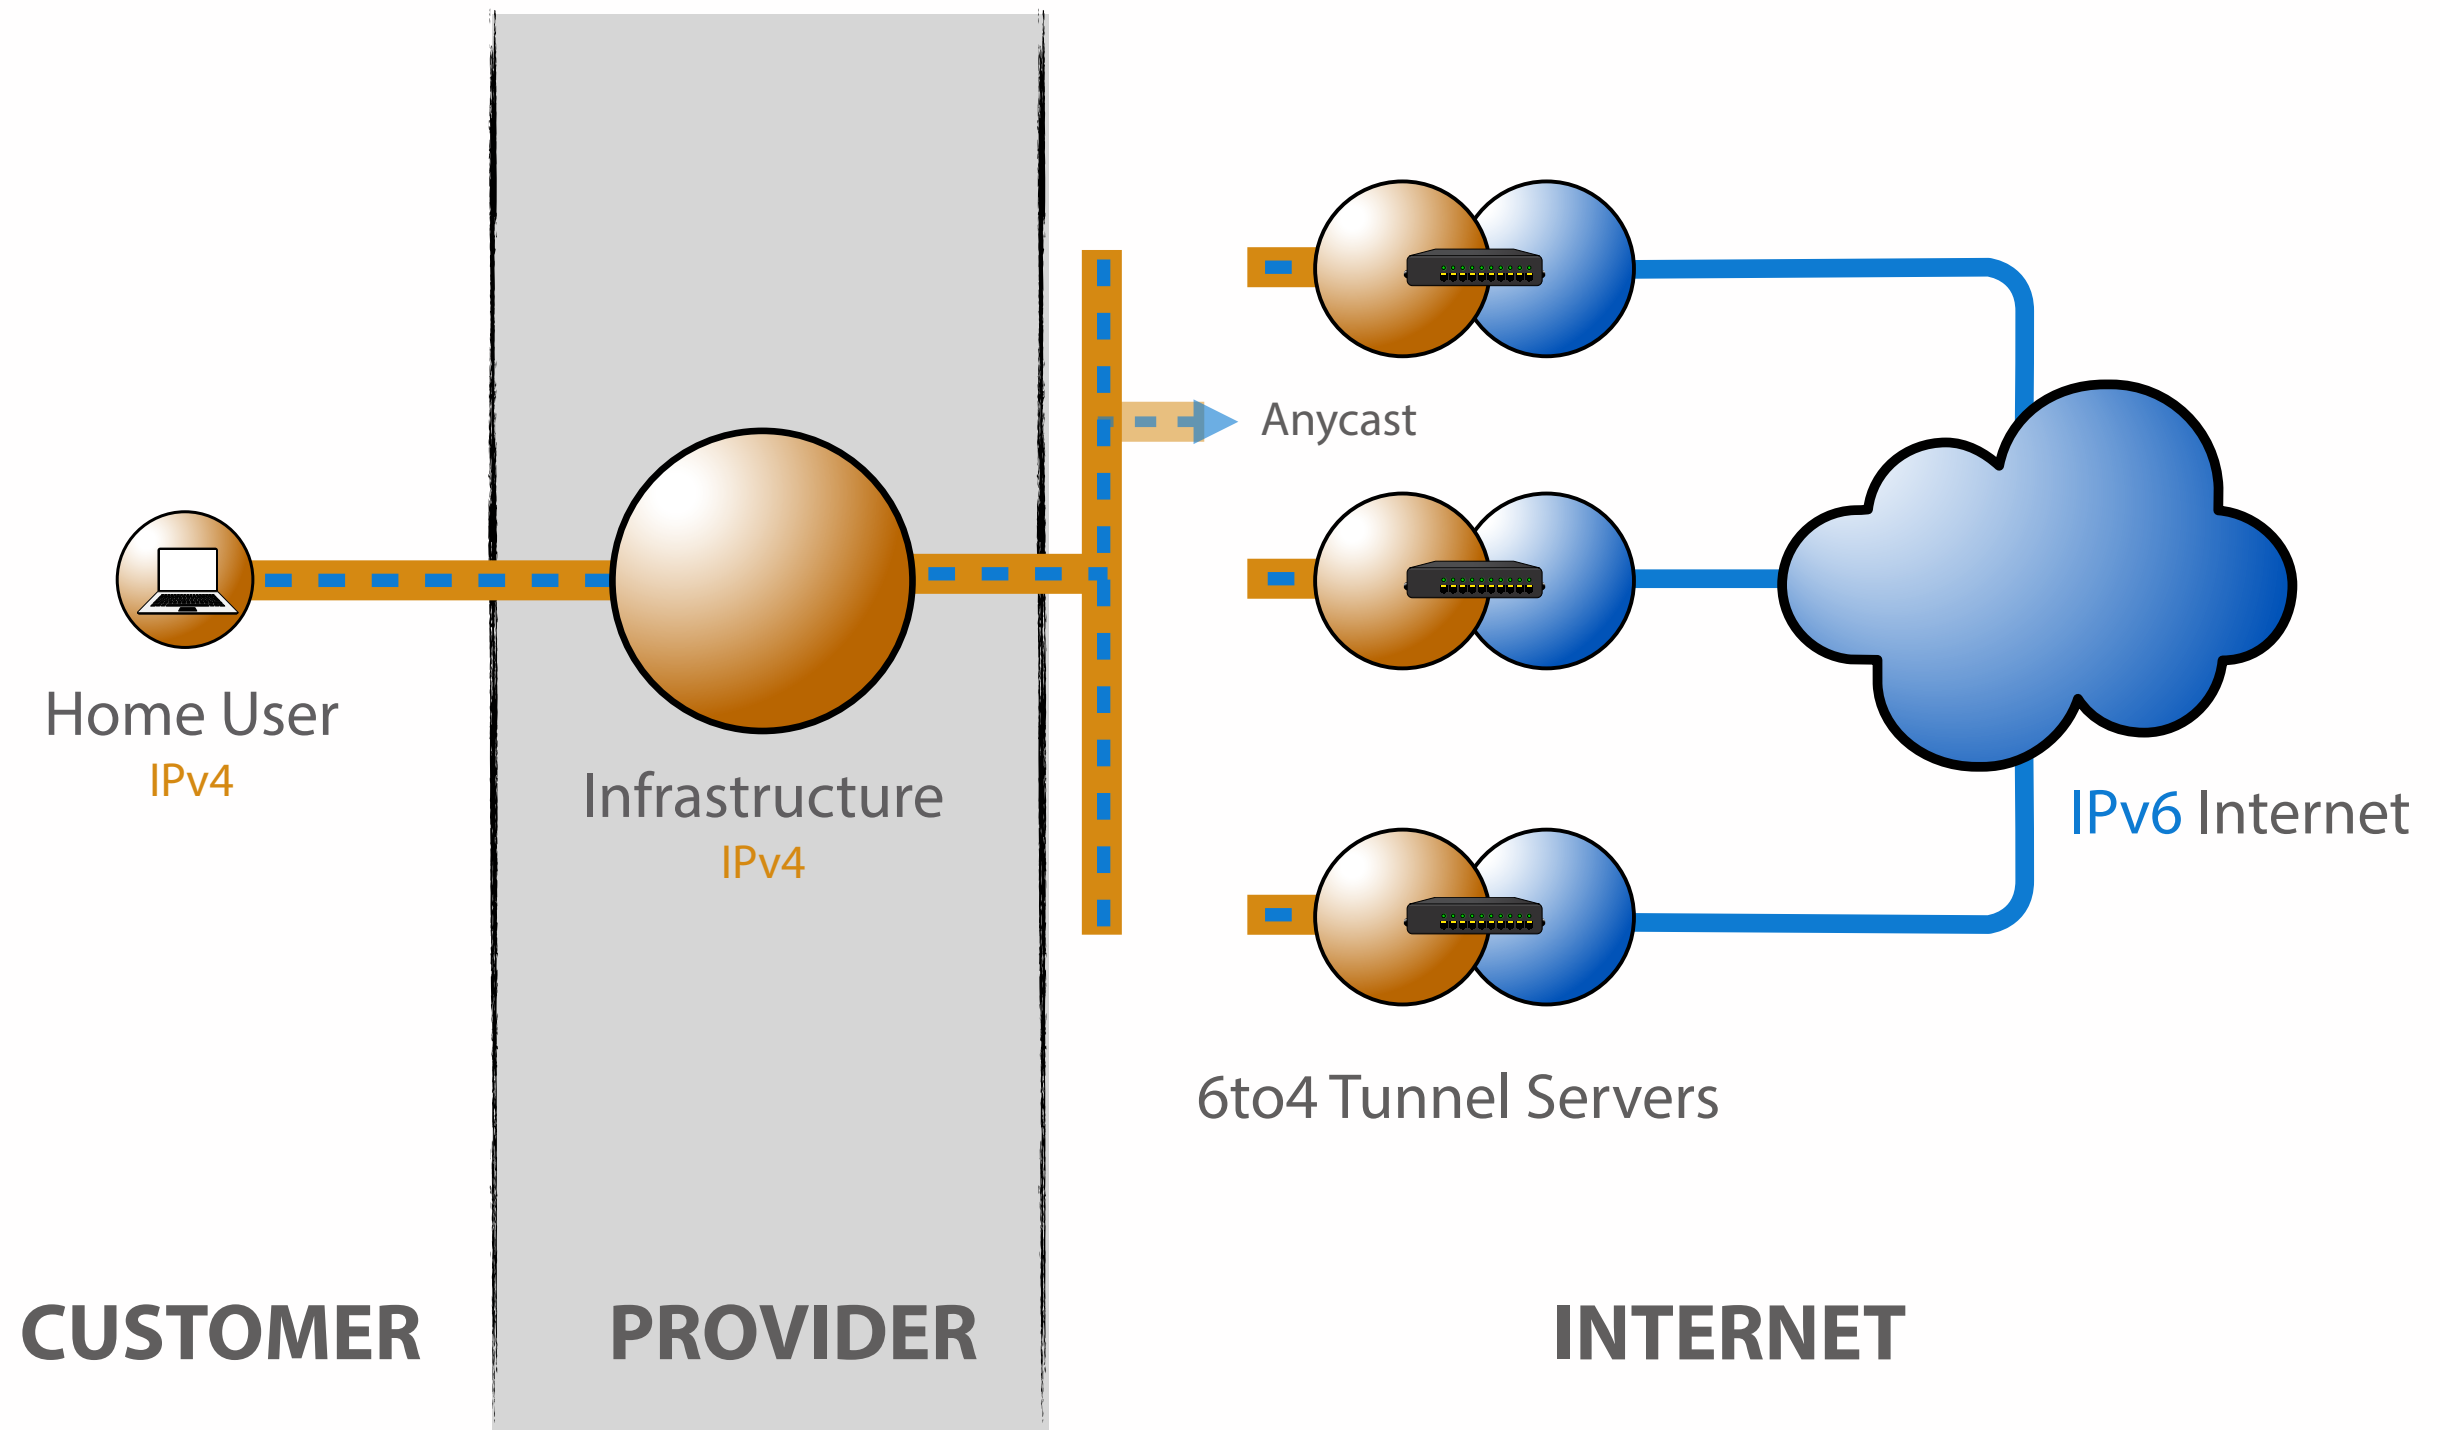 Anycast
Home User
IPv4
Infrastructure
IPv4
IPv6 Internet
6to4 Tunnel Servers
CUSTOMER
PROVIDER
INTERNET